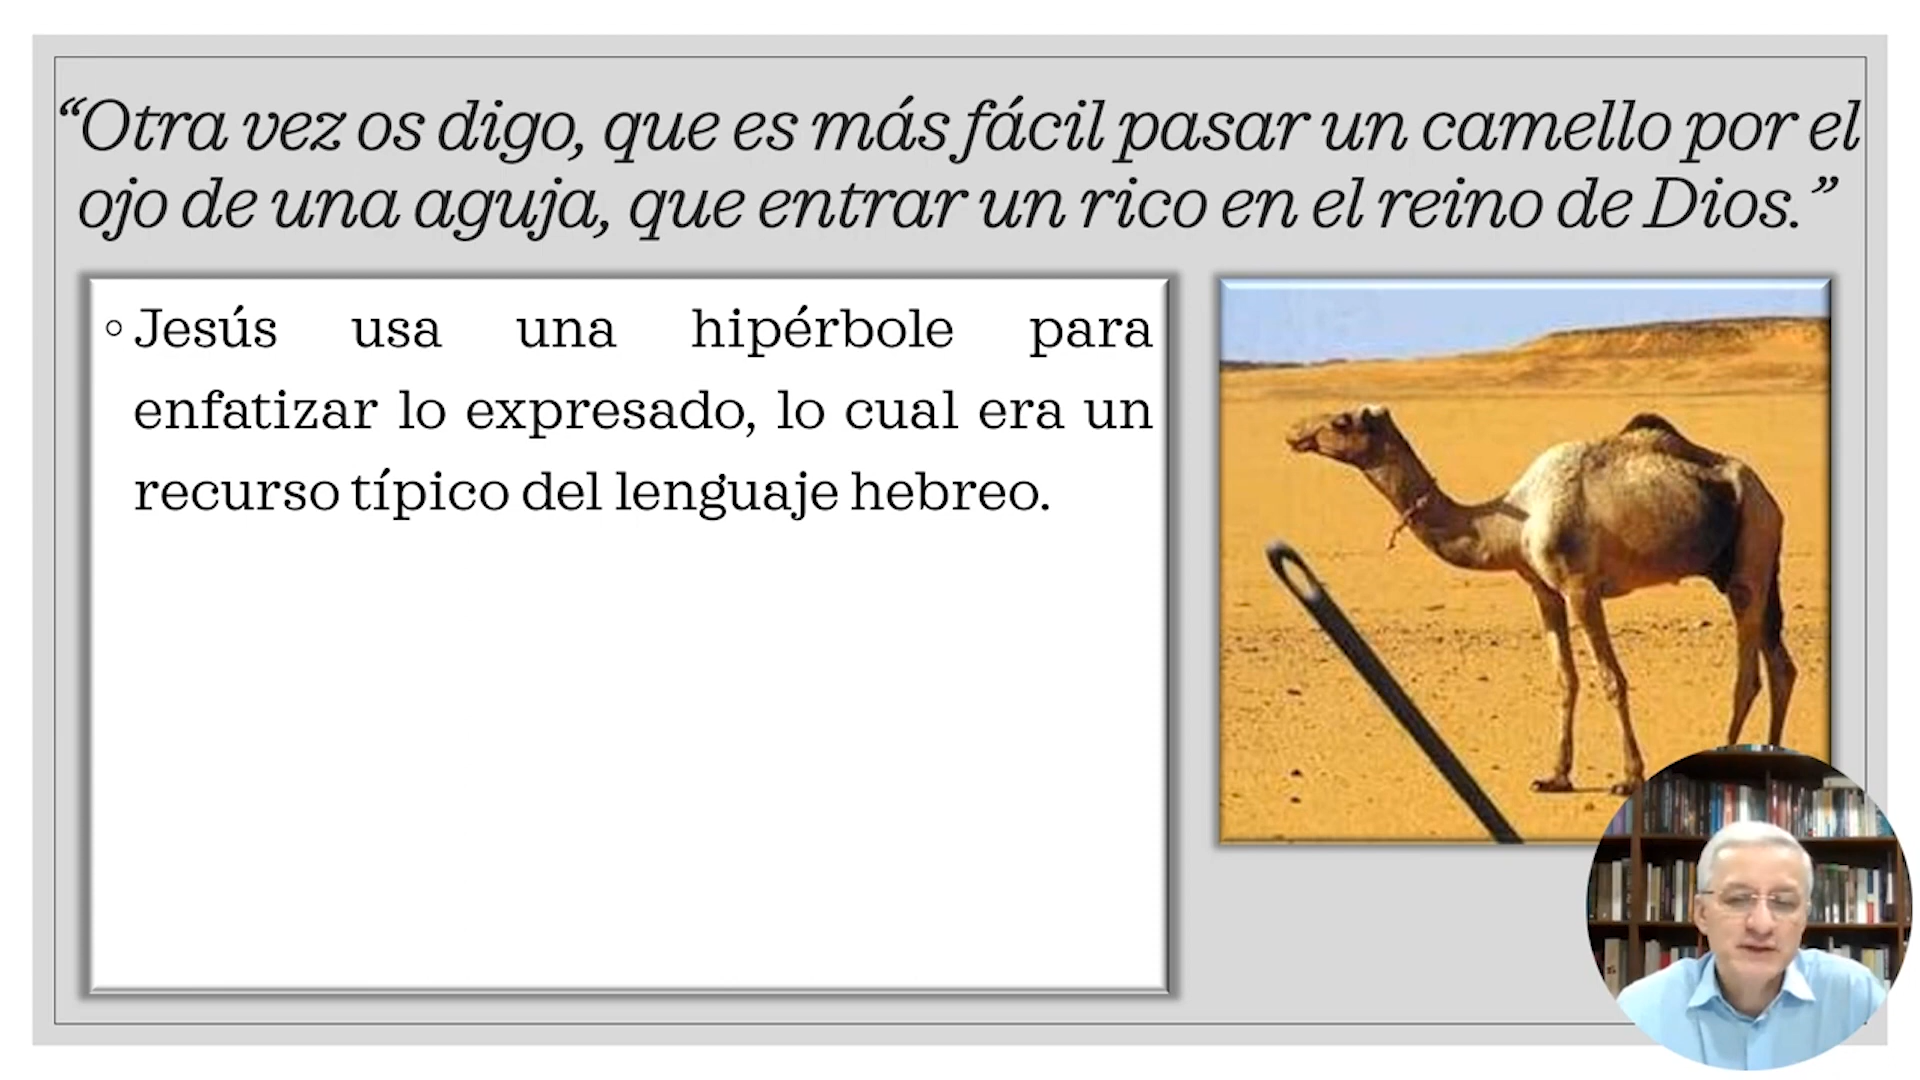 “Otra vez os digo, que es más fácil pasar un camello por el
ojo de una aguja, que entrar un rico en el reino de Dios.”
◦ Jesús usa una hipérbole para
enfatizar lo expresado, lo cual era un
recurso típico del lenguaje hebreo.